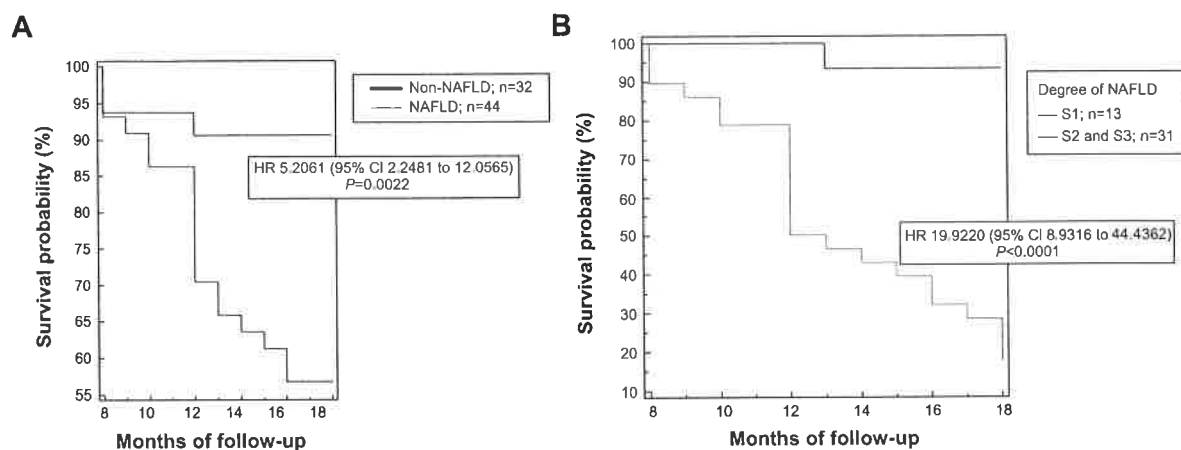 A
Survival probability (%)
100
95
90
85
80
75
70
65
60
55
8 10 12 14 16 18
Months of follow-up
Non-NAFLD; n=32
NAFLD; n=44
HR 5.2061 (95% CI 2.2481 to 12.0565)
P=0.0022
B
Survival probability (%)
100
90
80
70
60
50
40
30
20
10
8 10 12 14 16 18
Months of follow-up
Degree of NAFLD
S1; n=13
S2 and S3; n=31
HR 19.9220 (95% CI 8.9316 to 44.4362)
P<0.0001